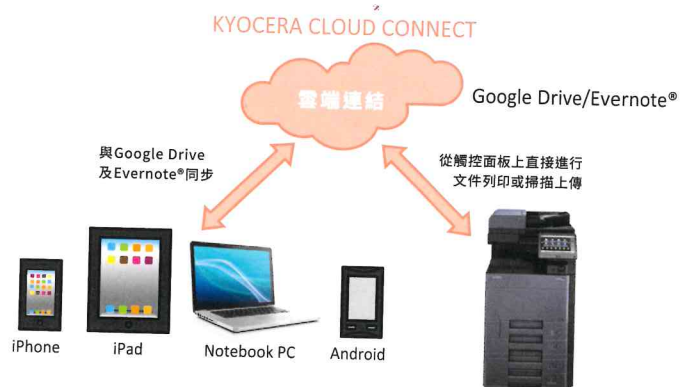 KYOCERA CLOUD CONNECT
雲端連結
Google Drive/Evernote®
與Google Drive
及Evernote®同步
從觸控面板上直接進行
文件列印或掃描上傳
iPhone
iPad
Notebook PC
Android